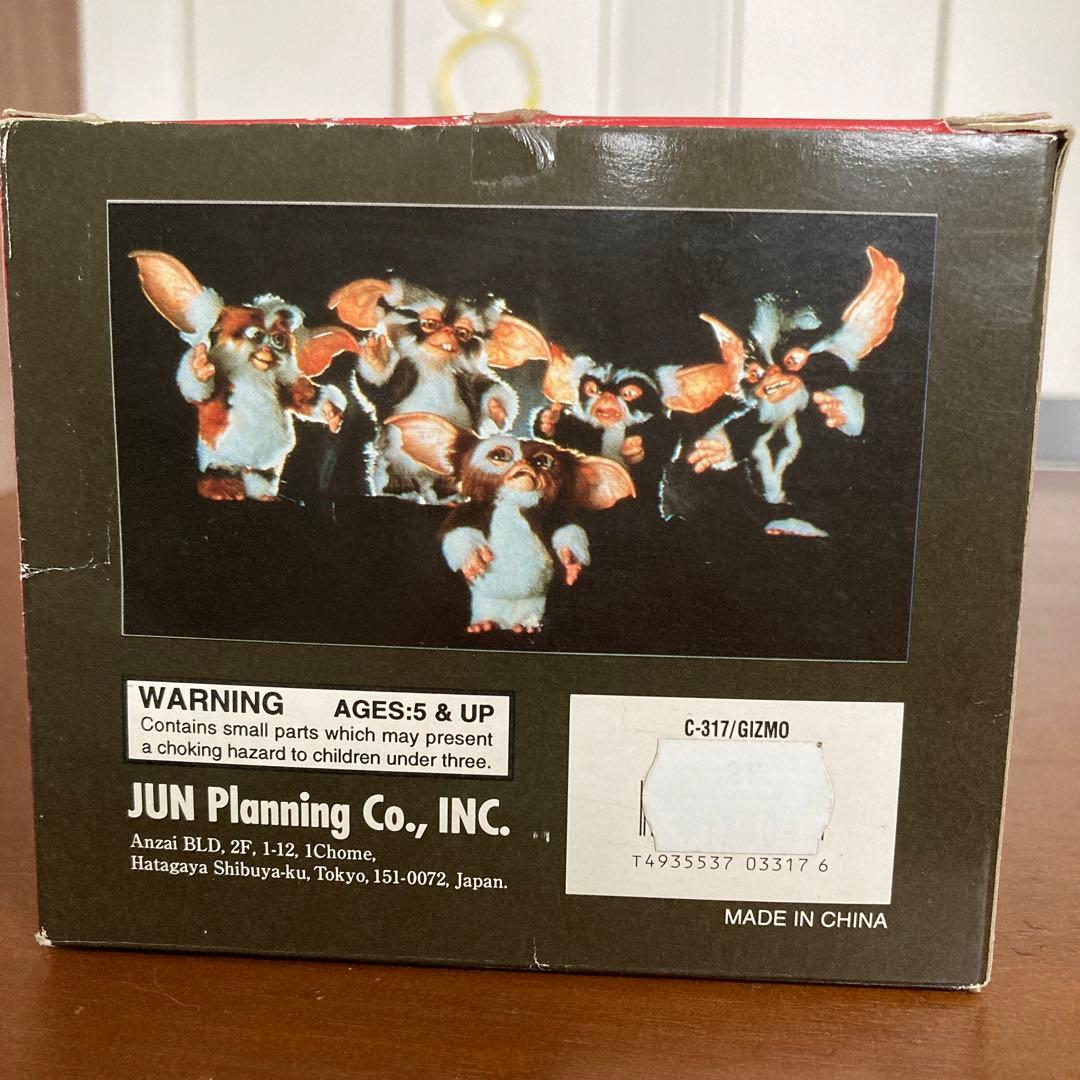 WARNING AGES:5 & UP
Contains small parts which may present
a choking hazard to children under three.
JUN Planning Co., INC.
Anzai BLD, 2F, 1-12, 1Chome,
Hatagaya Shibuya-ku, Tokyo, 151-0072, Japan.
C-317/GIZMO
T4935537 033176
MADE IN CHINA